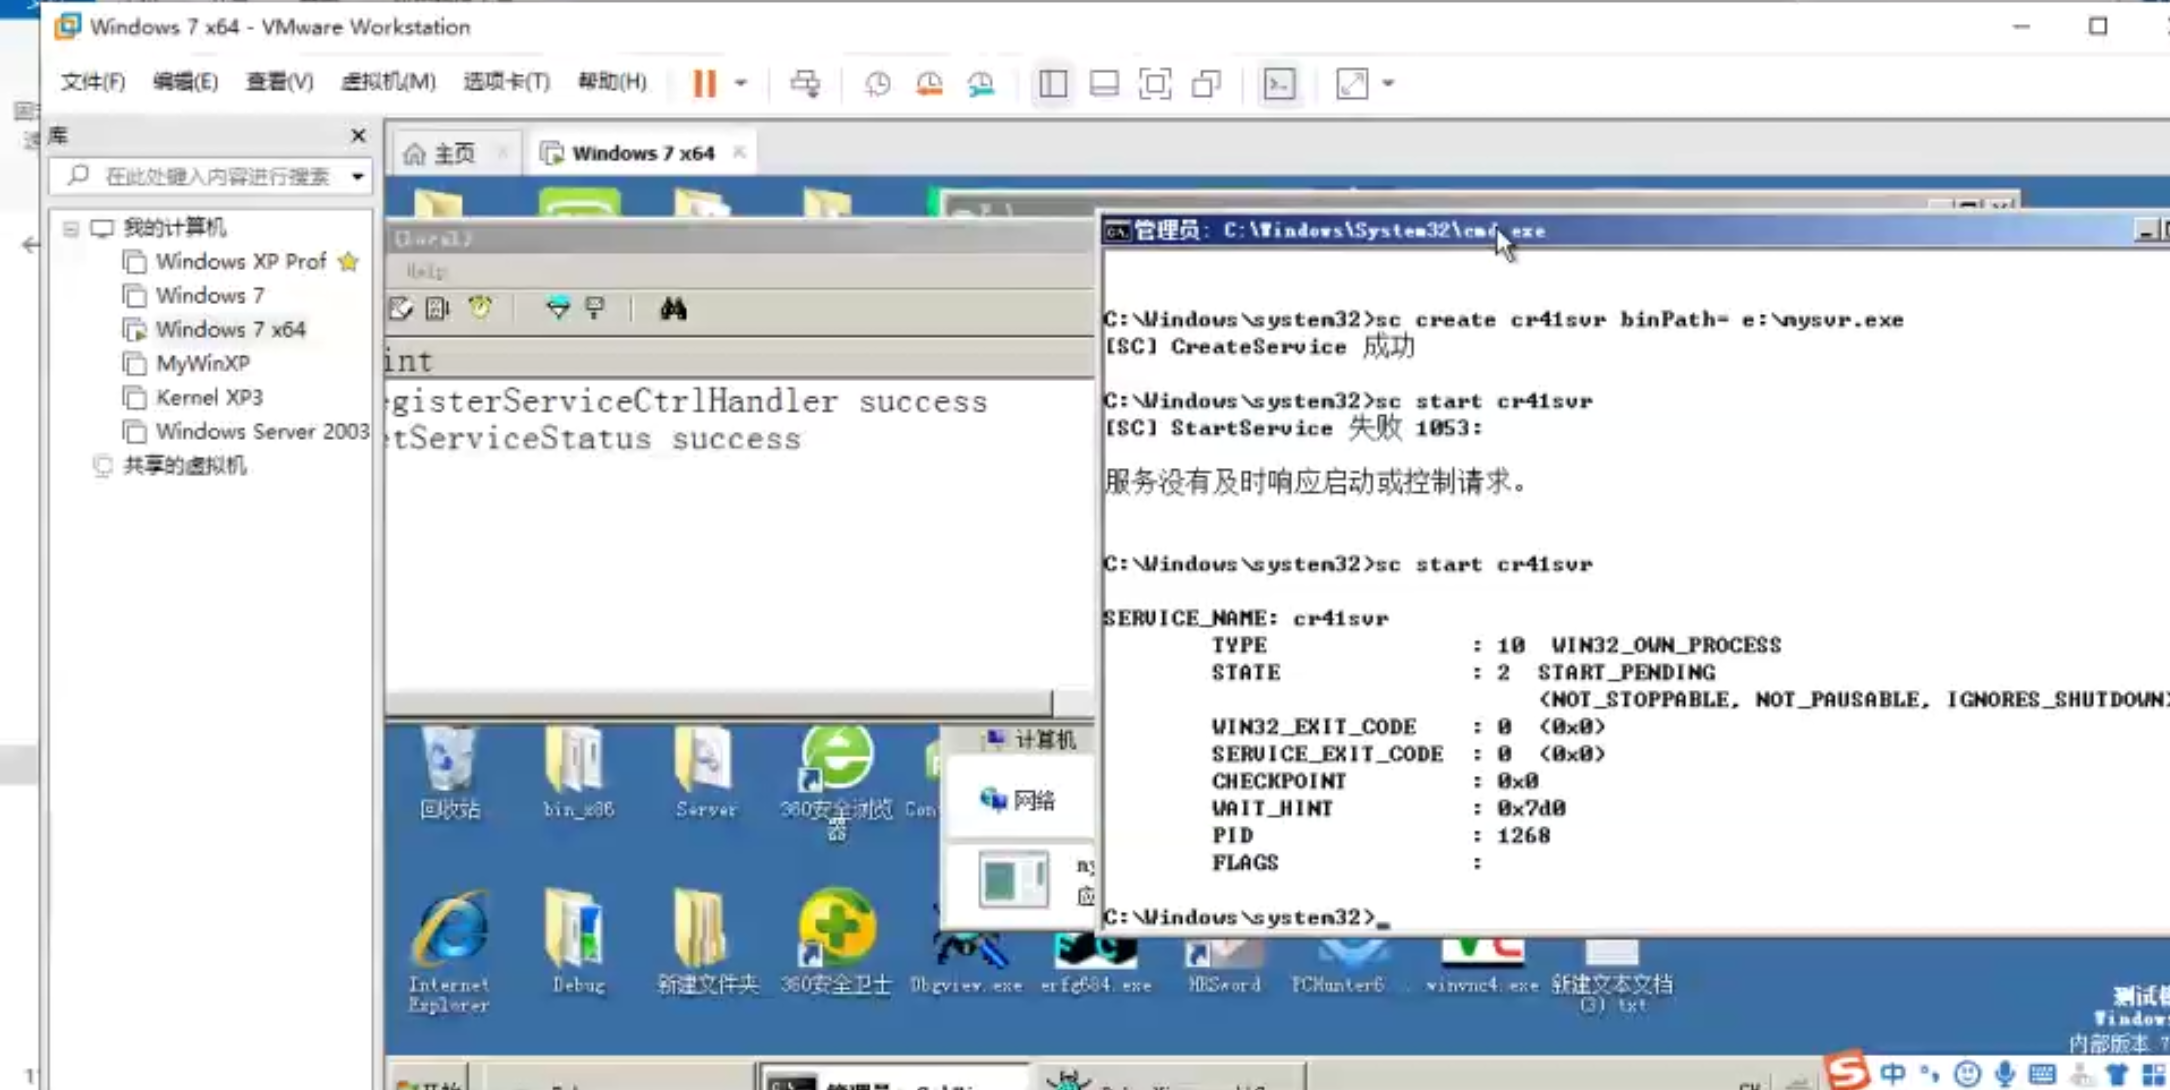 Windows 7 x64 - VMware Workstation
文件(F) 编辑(E) 查看(V) 虚拟机(M) 选项卡(T) 帮助(H)
库
在此处键入内容进行搜索
我的计算机
Windows XP Prof
Windows 7
Windows 7 x64
MyWinXP
Kernel XP3
Windows Server 2003
共享的虚拟机
主页
Windows 7 x64
(local)
Help
int
egisterServiceCtrlHandler success
etServiceStatus success
管理员: C:\Windows\System32\cmd.exe
C:\Windows\system32>sc create cr41svr binPath= e:\mysvr.exe
[SC] CreateService 成功
C:\Windows\system32>sc start cr41svr
[SC] StartService 失败 1053:
服务没有及时响应启动或控制请求。
C:\Windows\system32>sc start cr41svr
SERVICE_NAME: cr41svr
TYPE : 10 WIN32_OWN_PROCESS
STATE : 2 START_PENDING
(NOT_STOPPABLE, NOT_PAUSABLE, IGNORES_SHUTDOWN)
WIN32_EXIT_CODE : 0 (0x0)
SERVICE_EXIT_CODE : 0 (0x0)
CHECKPOINT : 0x0
WAIT_HINT : 0x7d0
PID : 1268
FLAGS :
C:\Windows\system32>_
计算机
网络
回收站
bin_x86
Server
360安全浏览器
Con
Internet Explorer
Debug
新建文件夹
360安全卫士
Dbgview.exe
erfg684.exe
HRSword
PCHunter6...
winvnc4.exe
新建文本文档 (3).txt
测试
Windows
内部版本 7
中